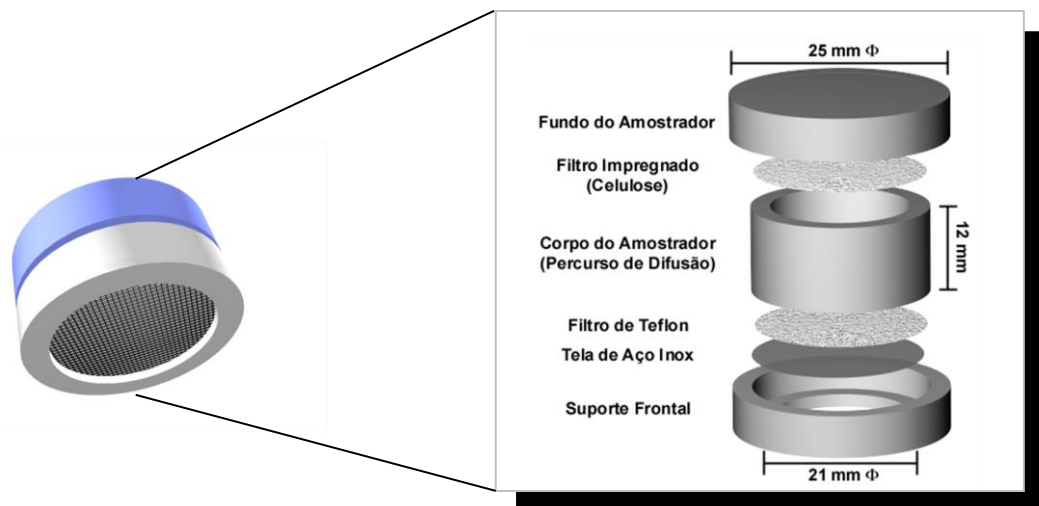 25 mm Φ
Fundo do Amostrador
Filtro Impregnado
(Celulose)
Corpo do Amostrador
(Percurso de Difusão)
12 mm
Filtro de Teflon
Tela de Aço Inox
Suporte Frontal
21 mm Φ